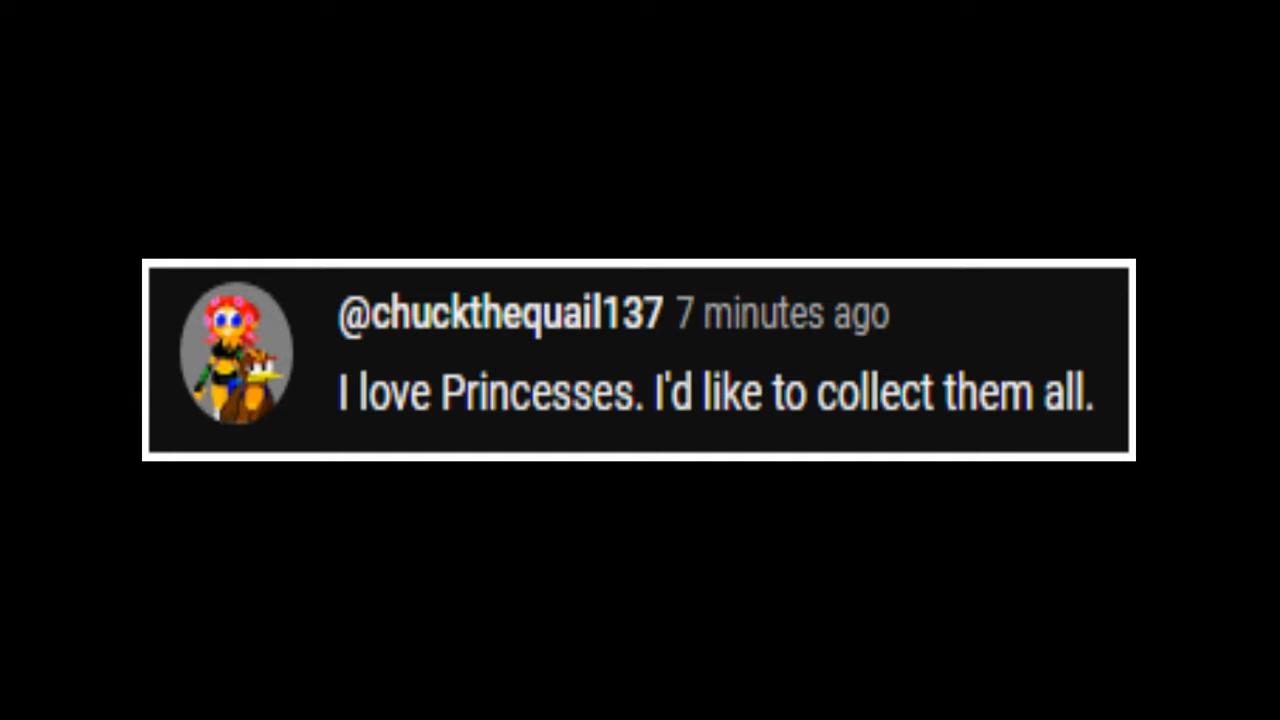 @chuckthequail137 7 minutes ago
I love Princesses. I'd like to collect them all.